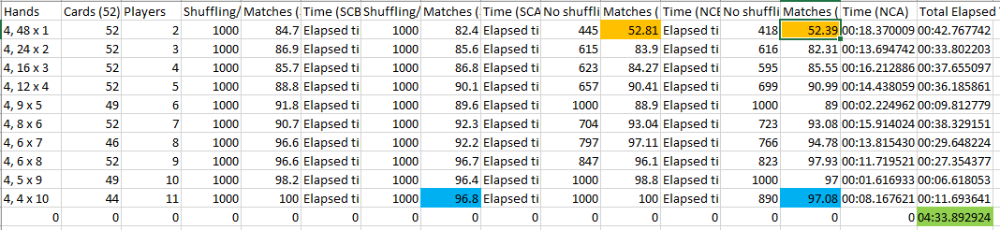 Hands Cards (52) Players Shuffling/ Matches (. Time (SCB Shuffling/ Matches ( Time (SCA No shuffli Matches ( Time (NCB No shuffli Matches ( Time (NCA) Total Elapsed T
4, 48 x 1 52 2 1000 84.7 Elapsed ti 1000 82.4 Elapsed ti 445 52.81 Elapsed ti 418 52.39 00:18.370009 00:42.767742
4, 24 x 2 52 3 1000 86.9 Elapsed ti 1000 85.6 Elapsed ti 615 83.9 Elapsed ti 616 82.31 00:13.694742 00:33.802203
4, 16 x 3 52 4 1000 85.7 Elapsed ti 1000 86.8 Elapsed ti 623 84.27 Elapsed ti 595 85.55 00:16.212886 00:37.655097
4, 12 x 4 52 5 1000 88.8 Elapsed ti 1000 90.1 Elapsed ti 657 90.41 Elapsed ti 699 90.99 00:14.438059 00:36.185861
4, 9 x 5 49 6 1000 91.8 Elapsed ti 1000 89.6 Elapsed ti 1000 88.9 Elapsed ti 1000 89 00:02.224962 00:09.812779
4, 8 x 6 52 7 1000 90.7 Elapsed ti 1000 92.3 Elapsed ti 704 93.04 Elapsed ti 723 93.08 00:15.914024 00:38.329151
4, 6 x 7 46 8 1000 96.6 Elapsed ti 1000 92.2 Elapsed ti 797 97.11 Elapsed ti 766 94.78 00:13.815430 00:29.648224
4, 6 x 8 52 9 1000 96.6 Elapsed ti 1000 96.7 Elapsed ti 847 96.1 Elapsed ti 823 97.93 00:11.719521 00:27.354377
4, 5 x 9 49 10 1000 98.2 Elapsed ti 1000 96.4 Elapsed ti 1000 98.8 Elapsed ti 1000 97 00:01.616933 00:06.618053
4, 4 x 10 44 11 1000 100 Elapsed ti 1000 96.8 Elapsed ti 1000 100 Elapsed ti 890 97.08 00:08.167621 00:11.693641
0 0 0 0 0 0 0 0 0 0 0 0 0 0 0 04:33.892924